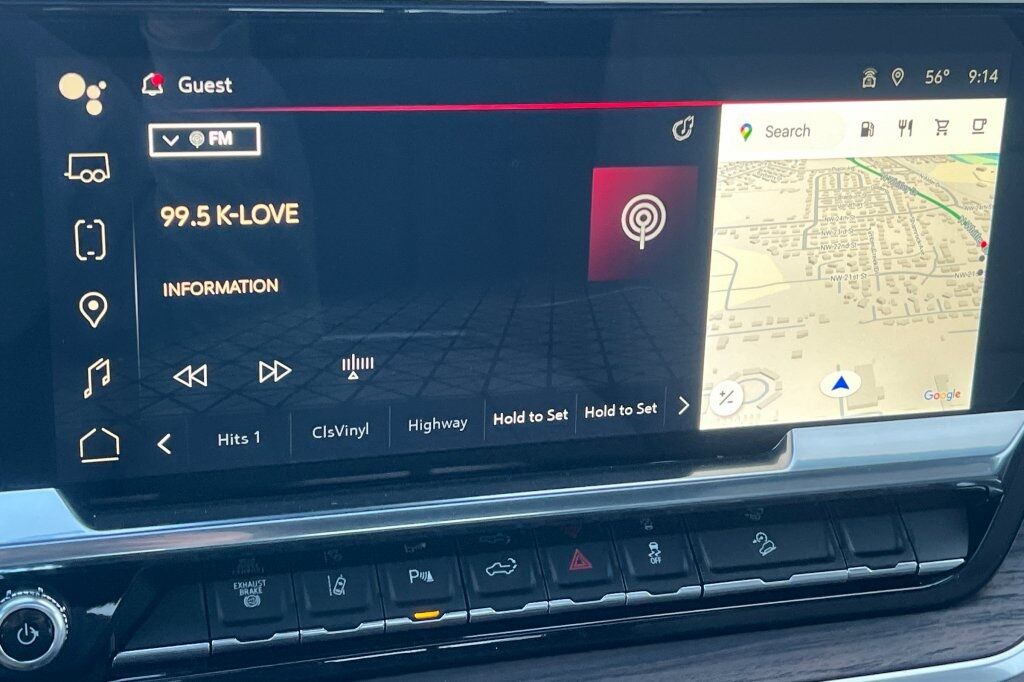 Guest
56° 9:14
FM
Search
99.5 K-LOVE
INFORMATION
NW 24th St
NW 23rd St
NW 22nd St
NW 21st St
Hits 1
ClsVinyl
Highway
Hold to Set
Hold to Set
Google
EXHAUST
BRAKE
P
OFF